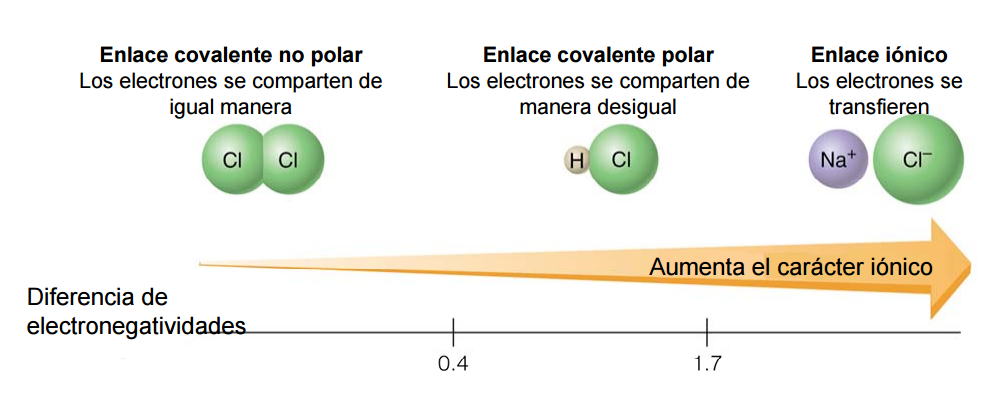 Enlace covalente no polar
Los electrones se comparten de
igual manera
Enlace covalente polar
Los electrones se comparten de
manera desigual
Enlace iónico
Los electrones se
transfieren
Cl Cl
H Cl
Na⁺ Cl⁻
Aumenta el carácter iónico
Diferencia de
electronegatividades
0.4 1.7